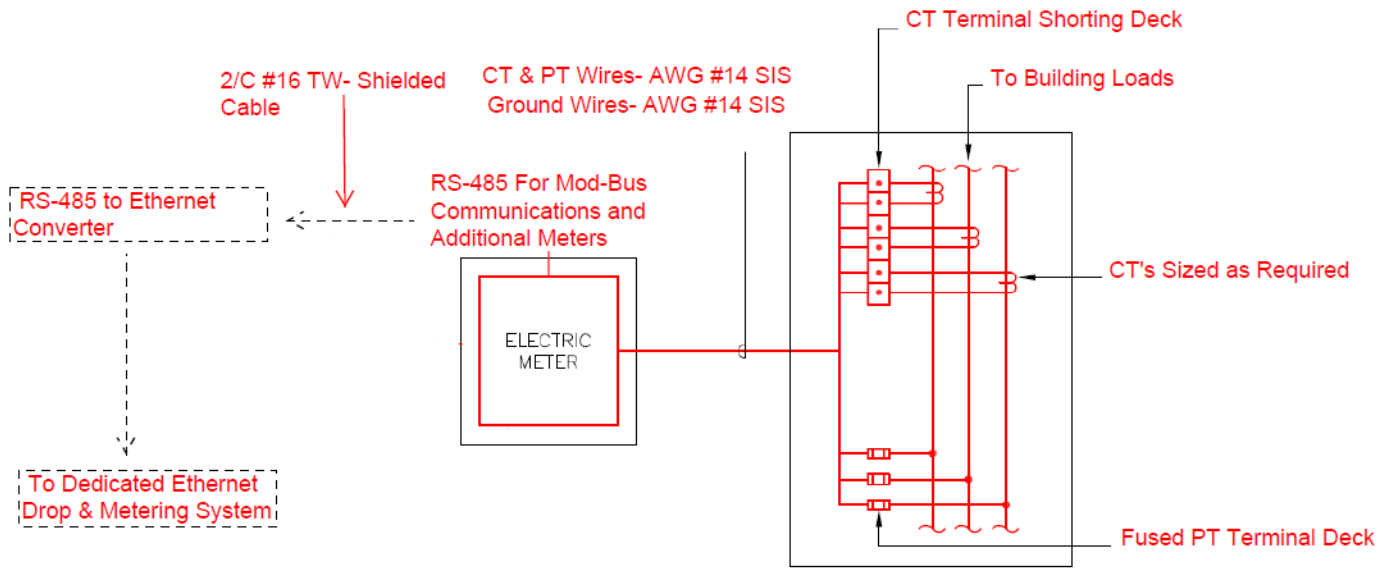 CT Terminal Shorting Deck
2/C #16 TW- Shielded
Cable
CT & PT Wires- AWG #14 SIS
Ground Wires- AWG #14 SIS
To Building Loads
RS-485 to Ethernet
Converter
RS-485 For Mod-Bus
Communications and
Additional Meters
CT's Sized as Required
ELECTRIC
METER
To Dedicated Ethernet
Drop & Metering System
Fused PT Terminal Deck